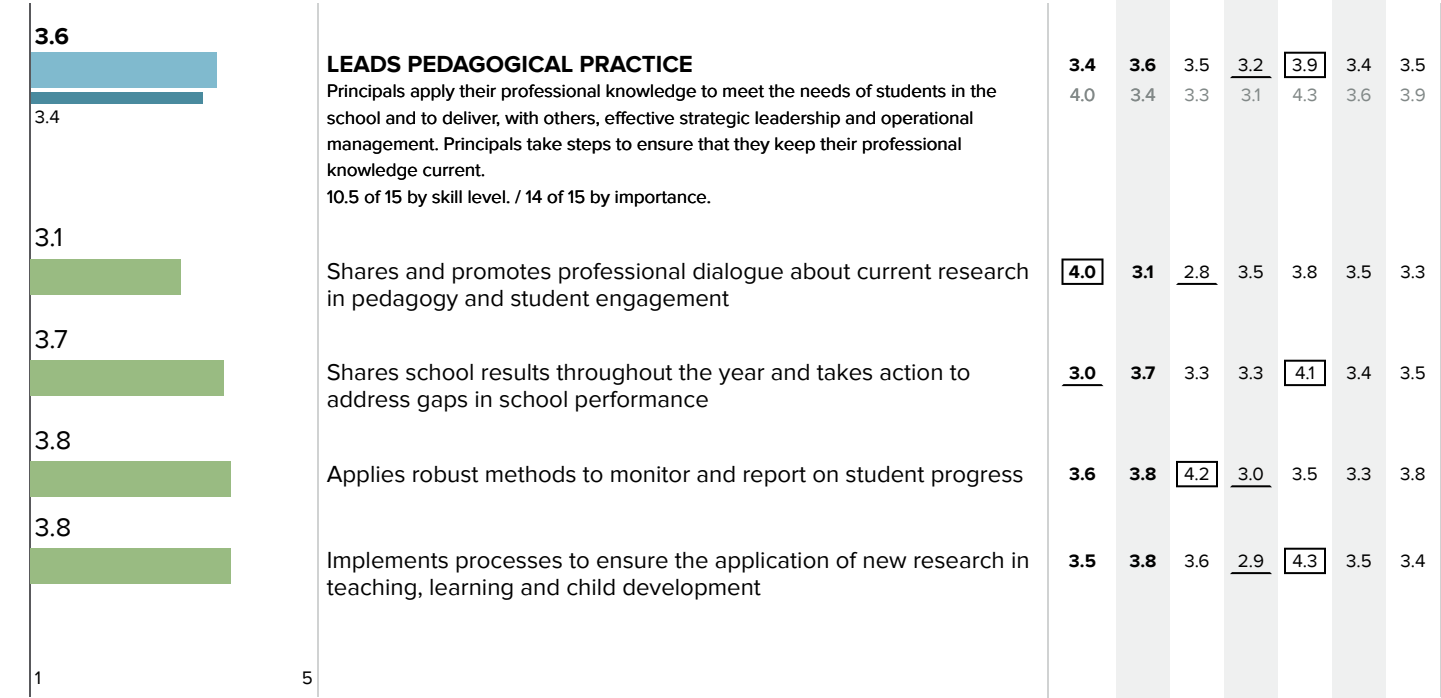 3.6
LEADS PEDAGOGICAL PRACTICE 3.4 3.6 3.5 3.2 3.9 3.4 3.5
Principals apply their professional knowledge to meet the needs of students in the 4.0 3.4 3.3 3.1 4.3 3.6 3.9
3.4
school and to deliver, with others, effective strategic leadership and operational
management. Principals take steps to ensure that they keep their professional
knowledge current.
10.5 of 15 by skill level. / 14 of 15 by importance.
3.1
Shares and promotes professional dialogue about current research 4.0 3.1 2.8 3.5 3.8 3.5 3.3
in pedagogy and student engagement
3.7
Shares school results throughout the year and takes action to 3.0 3.7 3.3 3.3 4.1 3.4 3.5
address gaps in school performance
3.8
Applies robust methods to monitor and report on student progress 3.6 3.8 4.2 3.0 3.5 3.3 3.8
3.8
Implements processes to ensure the application of new research in 3.5 3.8 3.6 2.9 4.3 3.5 3.4
teaching, learning and child development
1 5